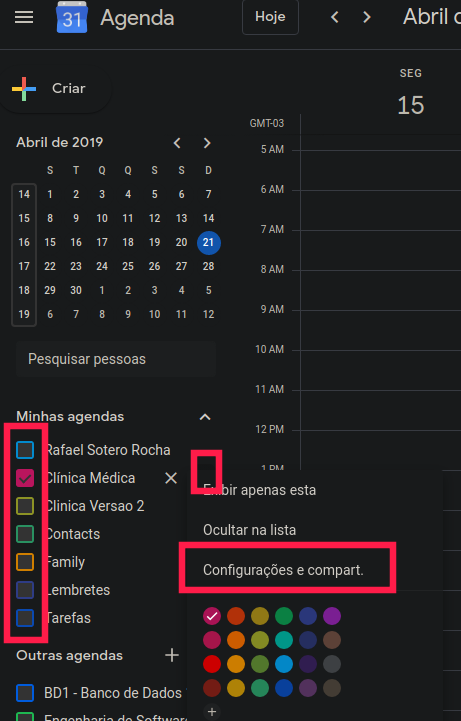 31 Agenda Hoje Abril d
Criar
SEG
15
Abril de 2019
GMT-03
S T Q Q S S D
14 1 2 3 4 5 6 7
15 8 9 10 11 12 13 14
16 15 16 17 18 19 20 21
17 22 23 24 25 26 27 28
18 29 30 1 2 3 4 5
19 6 7 8 9 10 11 12
5 AM
6 AM
7 AM
8 AM
9 AM
10 AM
11 AM
12 PM
1 PM
Pesquisar pessoas
Minhas agendas
Rafael Sotero Rocha
Clínica Médica
Clinica Versao 2
Contacts
Family
Lembretes
Tarefas
Exibir apenas esta
Ocultar na lista
Configurações e compart.
Outras agendas
BD1 - Banco de Dados
Engenharia de Softwar